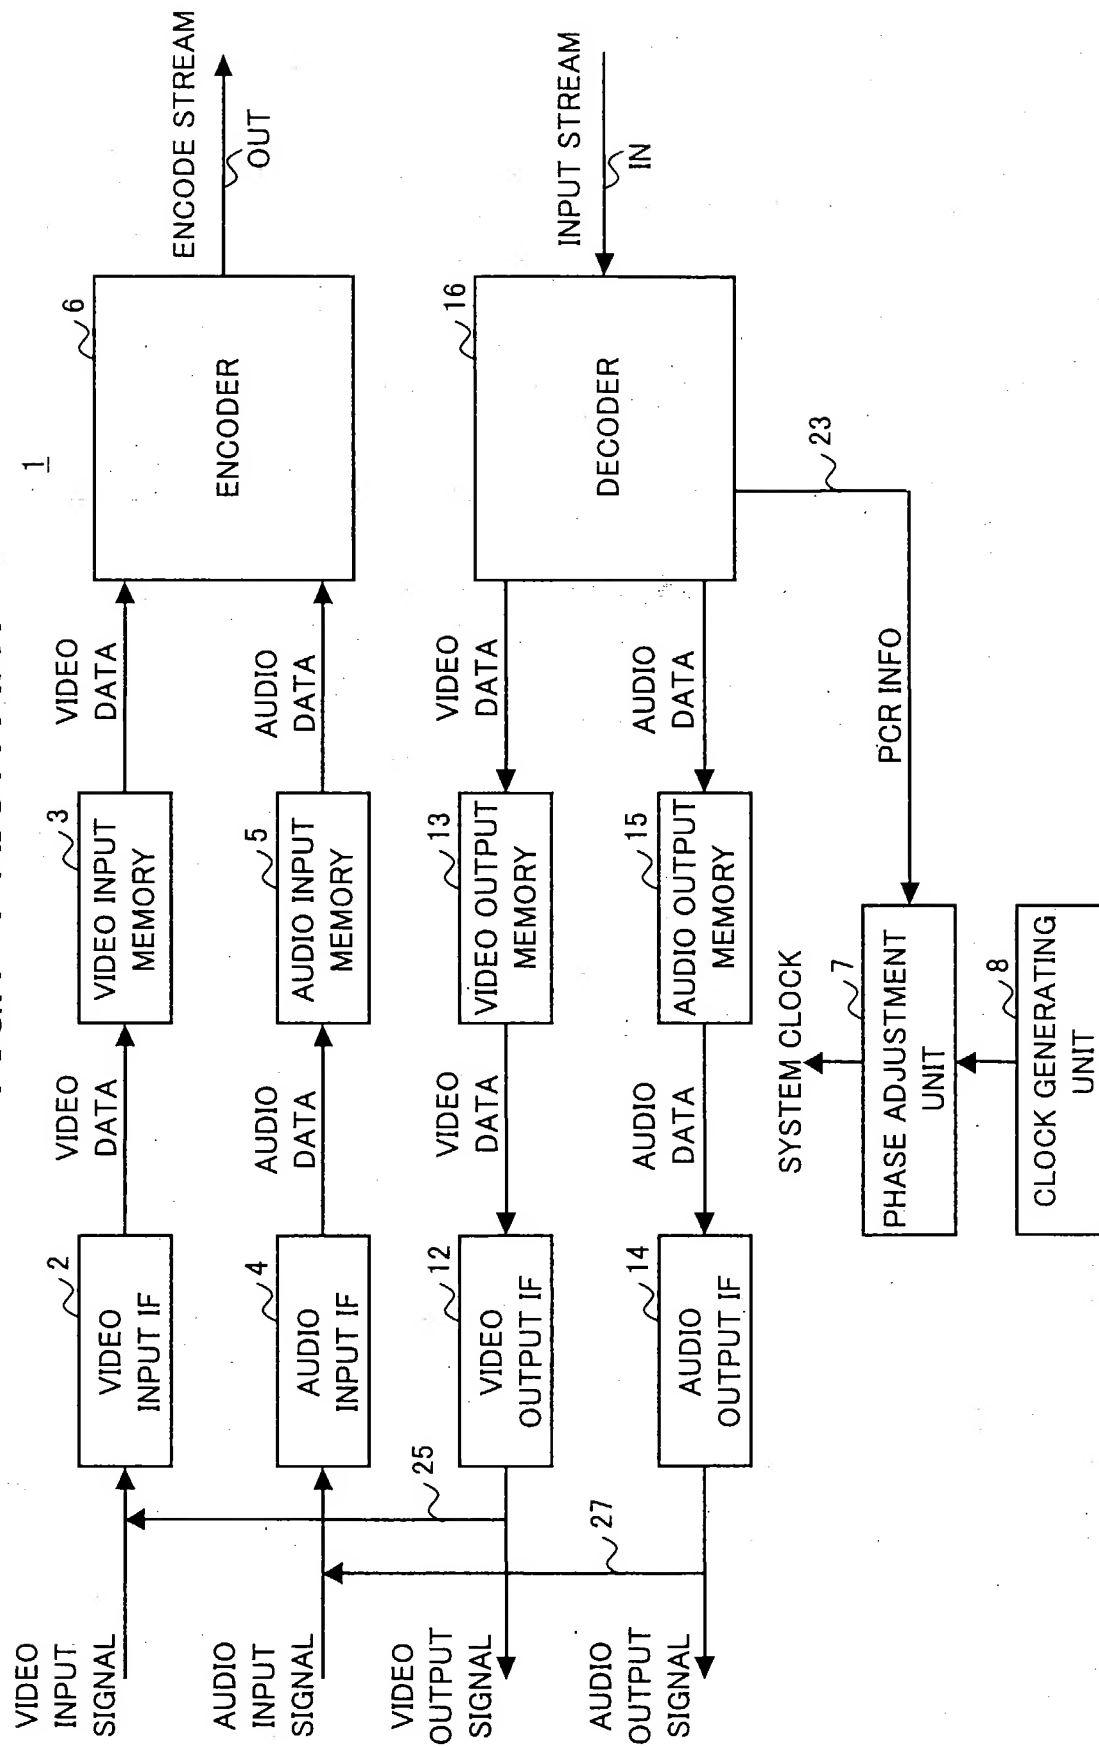 1
VIDEO
INPUT
SIGNAL
2
VIDEO
INPUT IF
VIDEO
DATA
3
VIDEO INPUT
MEMORY
VIDEO
DATA
6
ENCODER
ENCODE STREAM
OUT
AUDIO
INPUT
SIGNAL
4
AUDIO
INPUT IF
AUDIO
DATA
5
AUDIO INPUT
MEMORY
AUDIO
DATA
25
VIDEO
OUTPUT
SIGNAL
12
VIDEO
OUTPUT IF
VIDEO
DATA
13
VIDEO OUTPUT
MEMORY
VIDEO
DATA
16
DECODER
INPUT STREAM
IN
27
AUDIO
OUTPUT
SIGNAL
14
AUDIO
OUTPUT IF
AUDIO
DATA
15
AUDIO OUTPUT
MEMORY
AUDIO
DATA
23
SYSTEM CLOCK
7
PHASE ADJUSTMENT
UNIT
PCR INFO
8
CLOCK GENERATING
UNIT